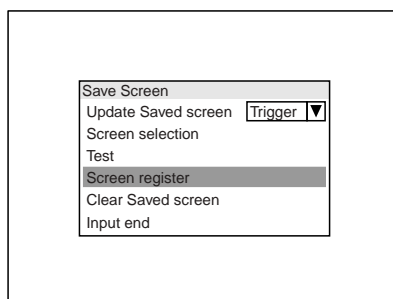 Save Screen
Update Saved screen Trigger ▼
Screen selection
Test
Screen register
Clear Saved screen
Input end